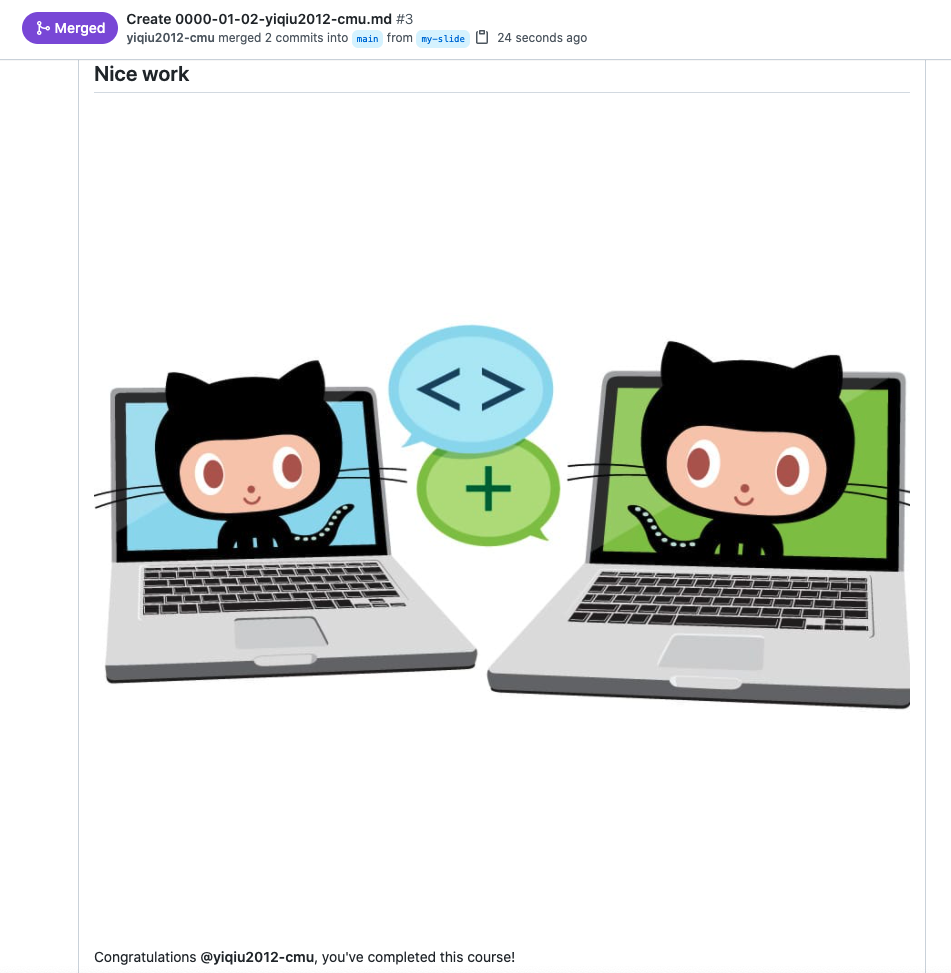 Merged
Create 0000-01-02-yiqiu2012-cmu.md #3
yiqiu2012-cmu merged 2 commits into main from my-slide 24 seconds ago
Nice work
< >
+
Congratulations @yiqiu2012-cmu, you've completed this course!